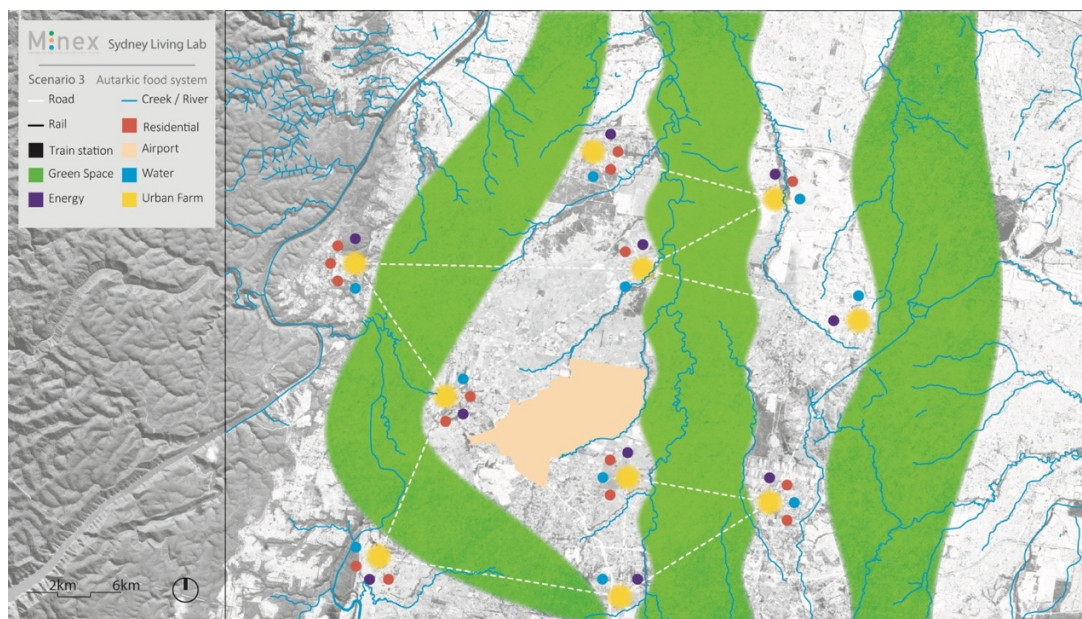 Minex Sydney Living Lab
Scenario 3 Autarkic food system
Road Creek / River
Rail Residential
Train station Airport
Green Space Water
Energy Urban Farm
2km 6km